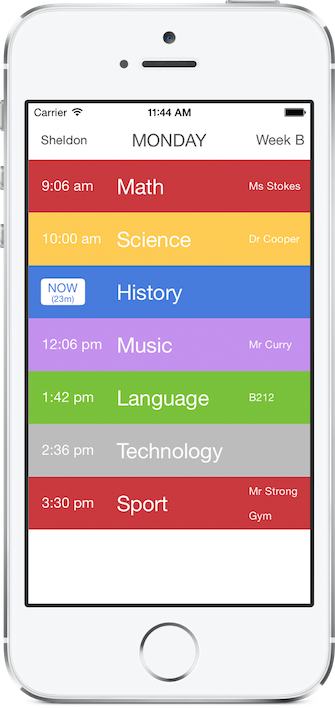 Carrier 11:44 AM
Sheldon MONDAY Week B
9:06 am Math Ms Stokes
10:00 am Science Dr Cooper
NOW
(23m)
History
12:06 pm Music Mr Curry
1:42 pm Language B212
2:36 pm Technology
3:30 pm Sport Mr Strong
Gym